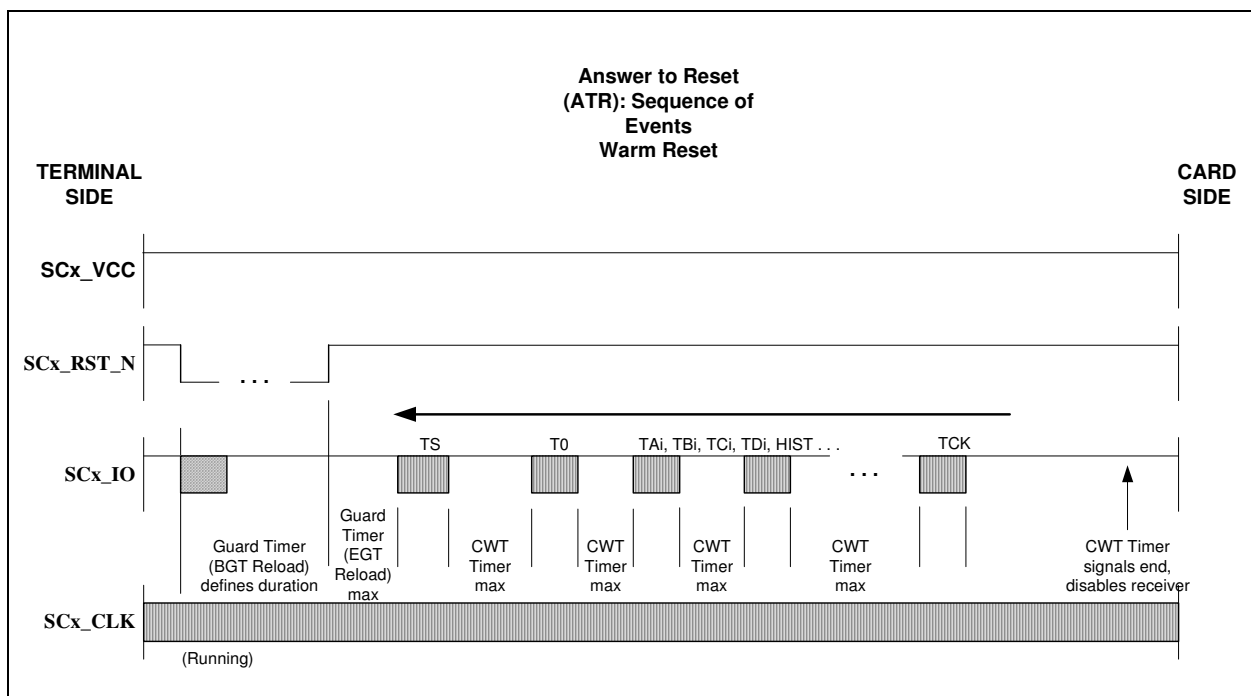 Answer to Reset
(ATR): Sequence of
Events
Warm Reset
TERMINAL
SIDE
CARD
SIDE
SCx_VCC
SCx_RST_N
. . .
TS
T0
TAi, TBi, TCi, TDi, HIST . . .
TCK
SCx_IO
. . .
Guard Timer
(BGT Reload)
defines duration
Guard
Timer
(EGT
Reload)
max
CWT
Timer
max
CWT
Timer
max
CWT
Timer
max
CWT
Timer
max
CWT Timer
signals end,
disables receiver
SCx_CLK
(Running)